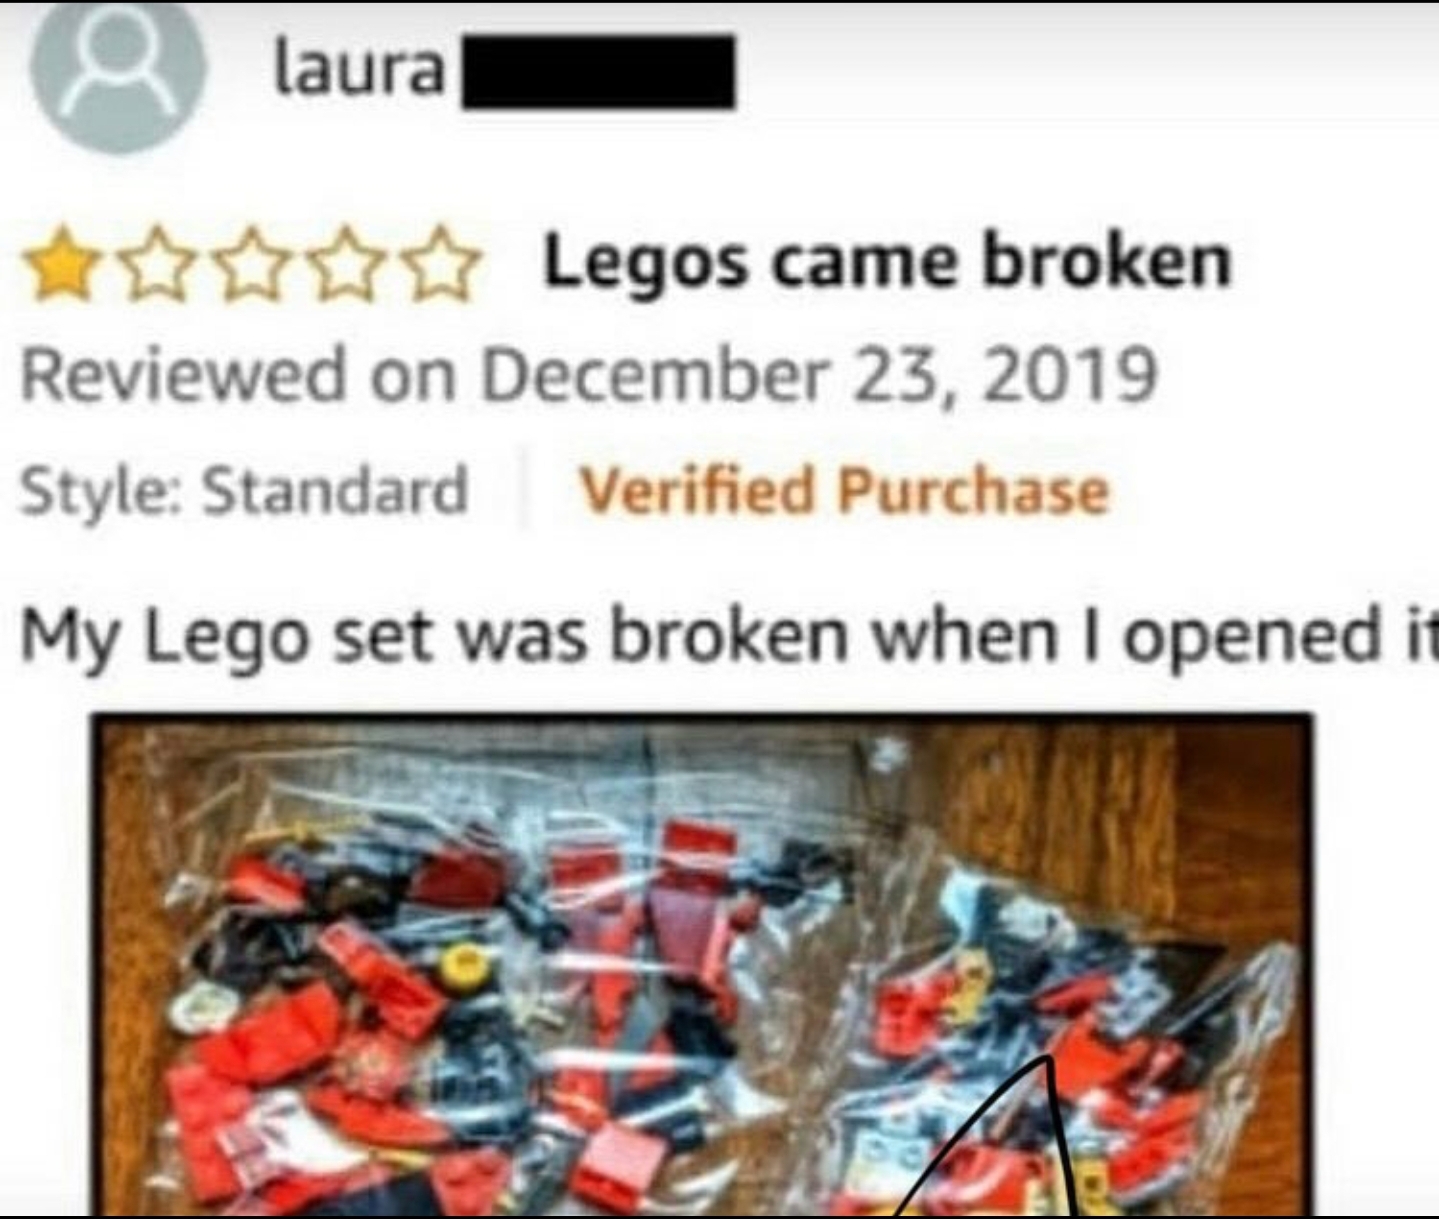 laura
Legos came broken
Reviewed on December 23, 2019
Style: Standard Verified Purchase
My Lego set was broken when I opened it